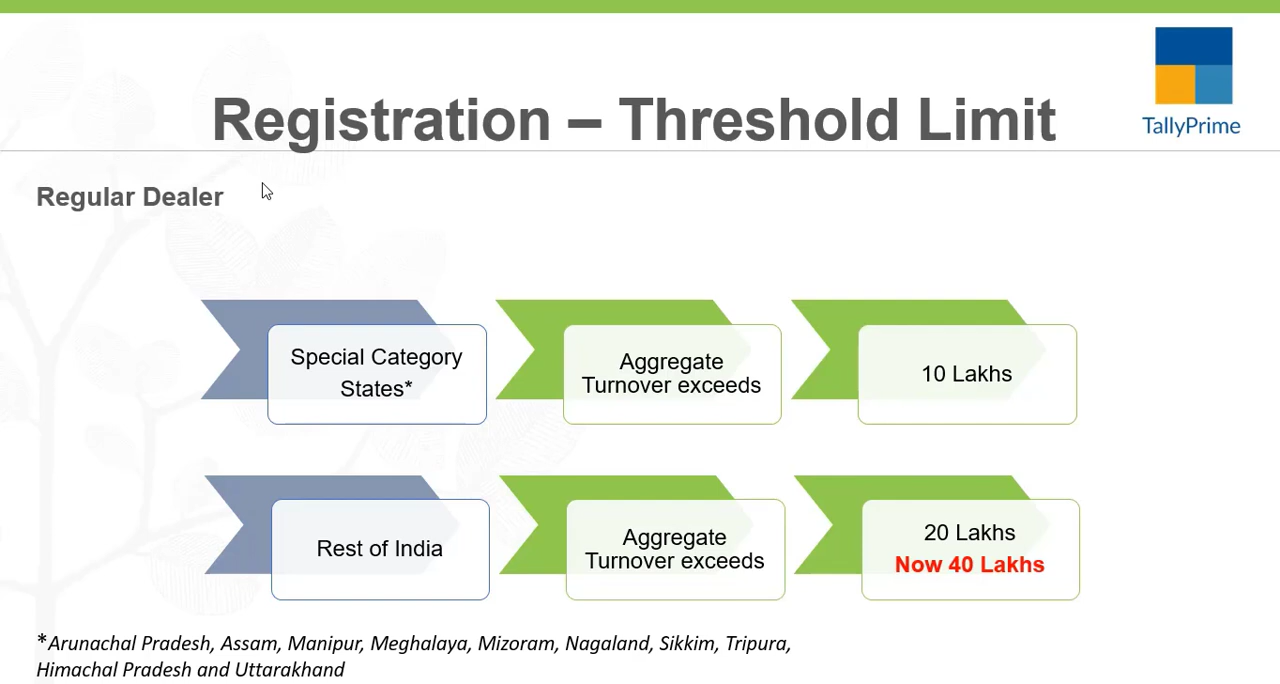 TallyPrime
Registration – Threshold Limit
Regular Dealer
Special Category
States*
Aggregate
Turnover exceeds
10 Lakhs
Rest of India
Aggregate
Turnover exceeds
20 Lakhs
Now 40 Lakhs
*Arunachal Pradesh, Assam, Manipur, Meghalaya, Mizoram, Nagaland, Sikkim, Tripura,
Himachal Pradesh and Uttarakhand